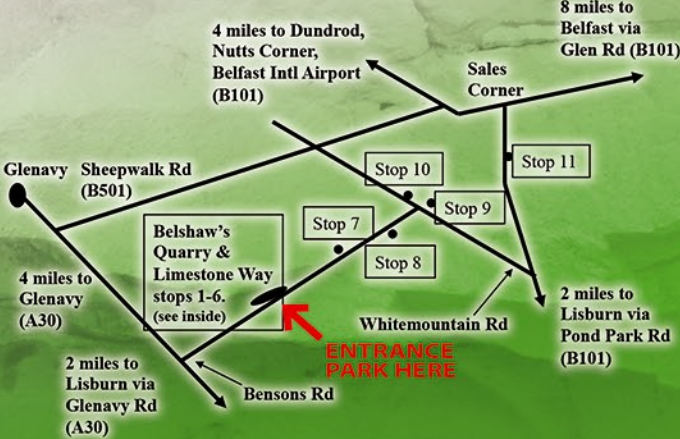 4 miles to Dundrod,
Nutts Corner,
Belfast Intl Airport
(B101)
8 miles to
Belfast via
Glen Rd (B101)
Sales
Corner
Glenavy
Sheepwalk Rd
(B501)
Stop 10
Stop 11
Stop 9
Stop 7
Stop 8
Belshaw's
Quarry &
Limestone Way
stops 1-6.
(see inside)
4 miles to
Glenavy
(A30)
Whitemountain Rd
2 miles to
Lisburn via
Pond Park Rd
(B101)
ENTRANCE
PARK HERE
2 miles to
Lisburn via
Glenavy Rd
(A30)
Bensons Rd